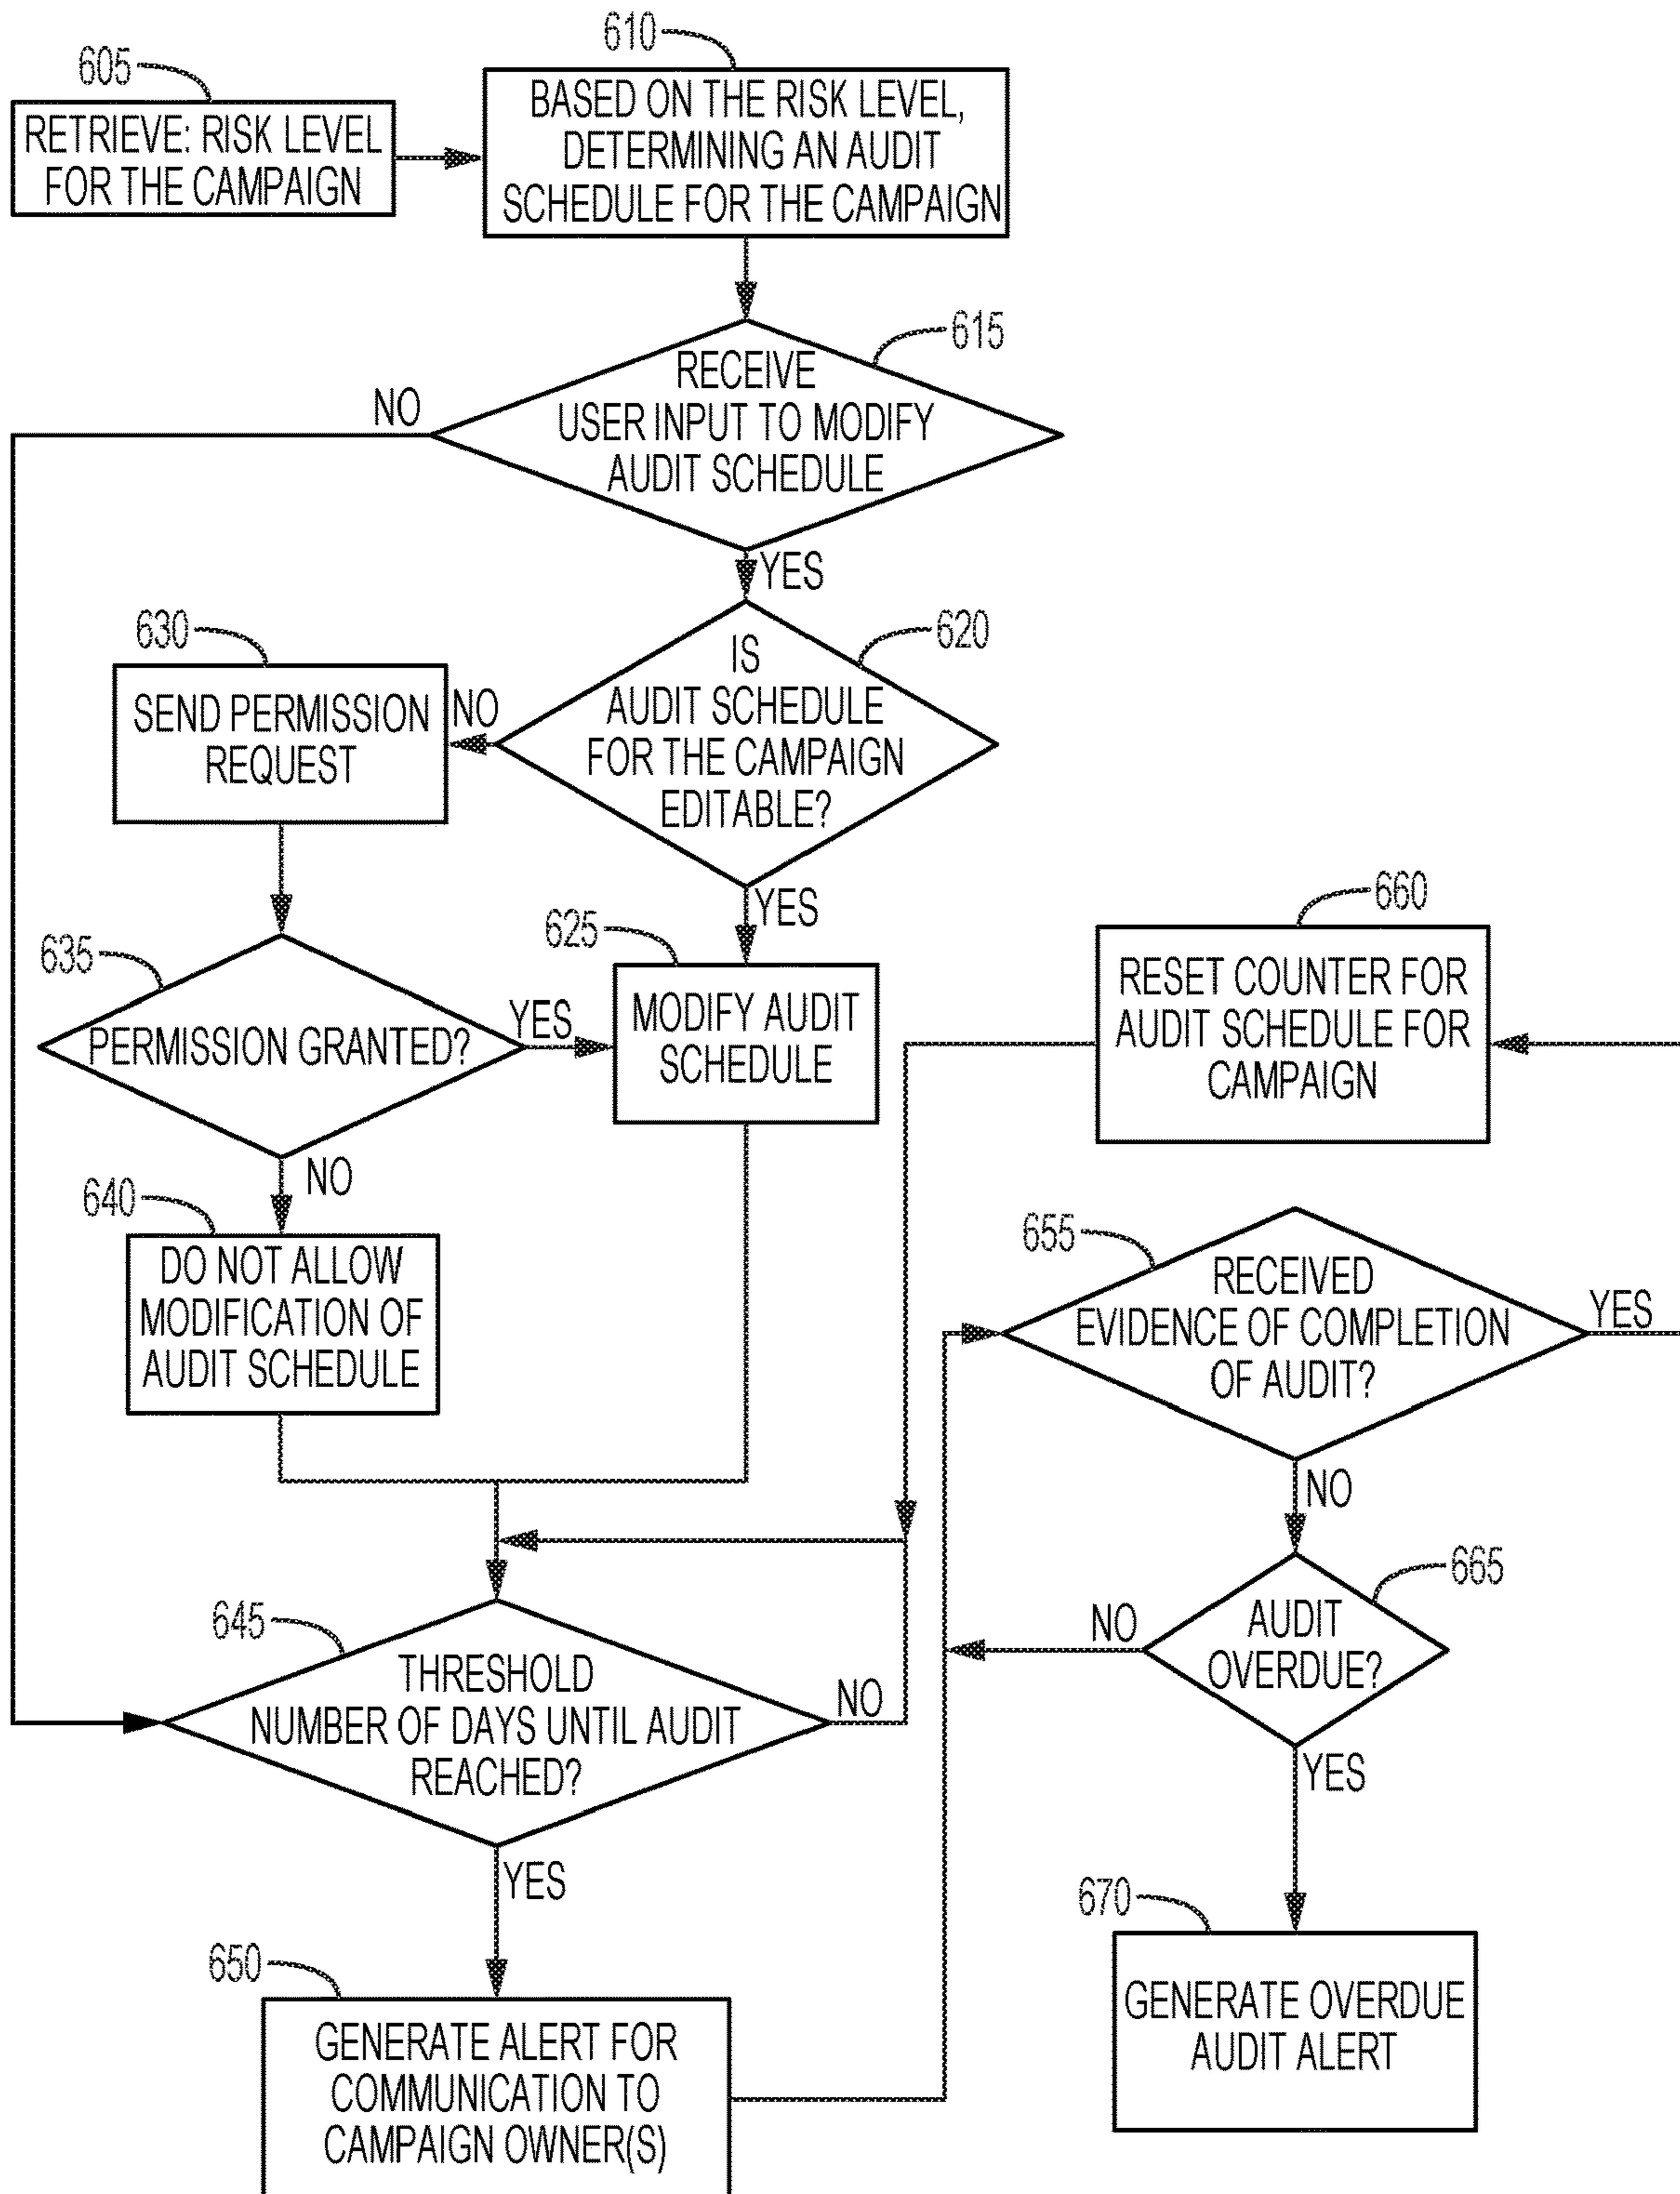 605
RETRIEVE: RISK LEVEL
FOR THE CAMPAIGN
610
BASED ON THE RISK LEVEL,
DETERMINING AN AUDIT
SCHEDULE FOR THE CAMPAIGN
615
RECEIVE
USER INPUT TO MODIFY
AUDIT SCHEDULE
NO
YES
620
IS
AUDIT SCHEDULE
FOR THE CAMPAIGN
EDITABLE?
NO
YES
630
SEND PERMISSION
REQUEST
635
PERMISSION GRANTED?
YES
NO
625
MODIFY AUDIT
SCHEDULE
640
DO NOT ALLOW
MODIFICATION OF
AUDIT SCHEDULE
645
THRESHOLD
NUMBER OF DAYS UNTIL AUDIT
REACHED?
NO
YES
650
GENERATE ALERT FOR
COMMUNICATION TO
CAMPAIGN OWNER(S)
660
RESET COUNTER FOR
AUDIT SCHEDULE FOR
CAMPAIGN
655
RECEIVED
EVIDENCE OF COMPLETION
OF AUDIT?
YES
NO
665
AUDIT
OVERDUE?
NO
YES
670
GENERATE OVERDUE
AUDIT ALERT